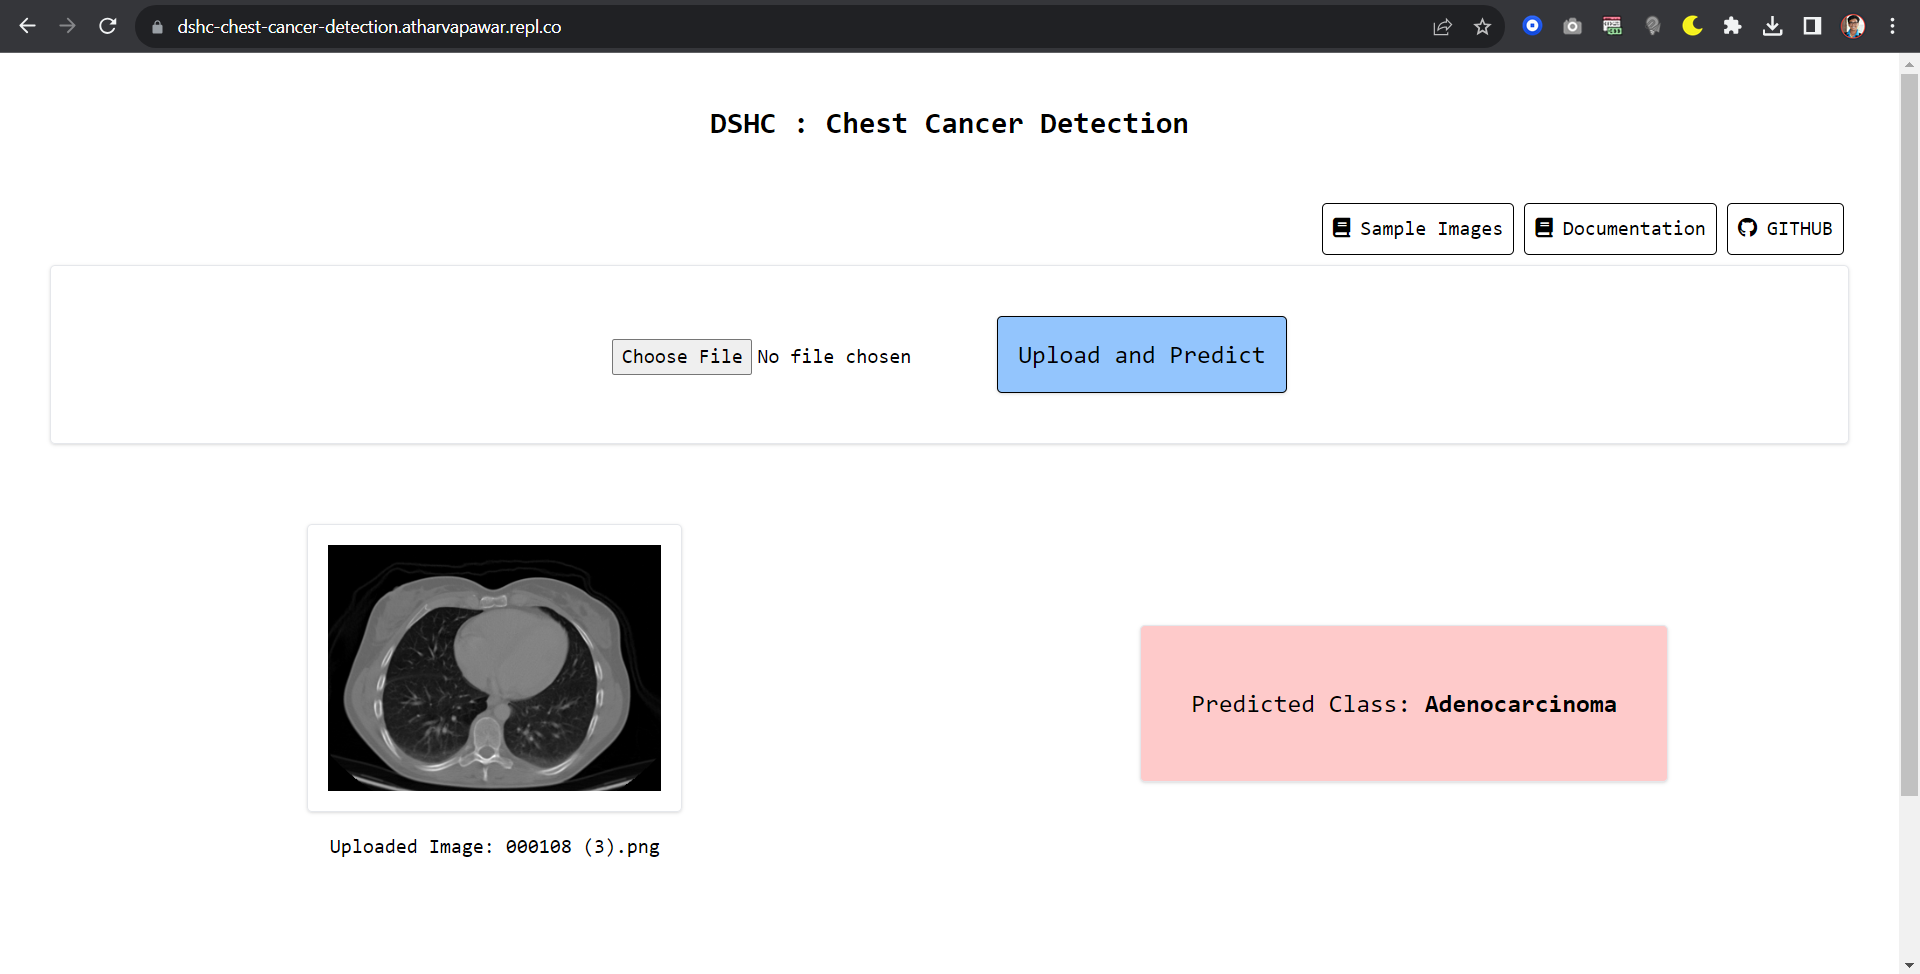 dshc-chest-cancer-detection.atharvapawar.repl.co
DSHC : Chest Cancer Detection
Sample Images
Documentation
GITHUB
Choose File No file chosen
Upload and Predict
Predicted Class: Adenocarcinoma
Uploaded Image: 000108 (3).png